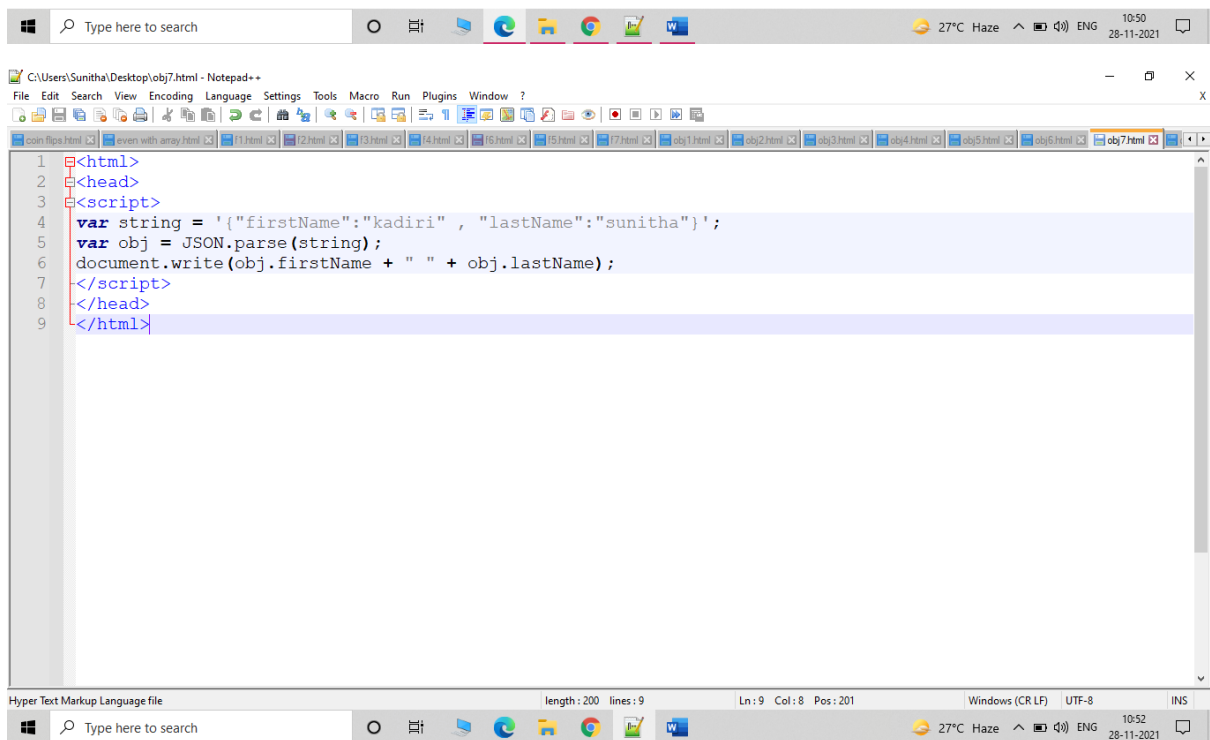 Type here to search
27°C Haze
ENG
10:50
28-11-2021
C:\Users\Sunitha\Desktop\obj7.html - Notepad++
File Edit Search View Encoding Language Settings Tools Macro Run Plugins Window ?
X
coin flips.html even with array.html f1.html f2.html f3.html f4.html f6.html f5.html f7.html obj1.html obj2.html obj3.html obj4.html obj5.html obj6.html obj7.html
1 <html>
2 <head>
3 <script>
4 var string = '{"firstName":"kadiri" , "lastName":"sunitha"}';
5 var obj = JSON.parse(string);
6 document.write(obj.firstName + " " + obj.lastName);
7 </script>
8 </head>
9 </html>
Hyper Text Markup Language file length : 200 lines : 9 Ln : 9 Col : 8 Pos : 201 Windows (CR LF) UTF-8 INS
Type here to search
27°C Haze
ENG
10:52
28-11-2021